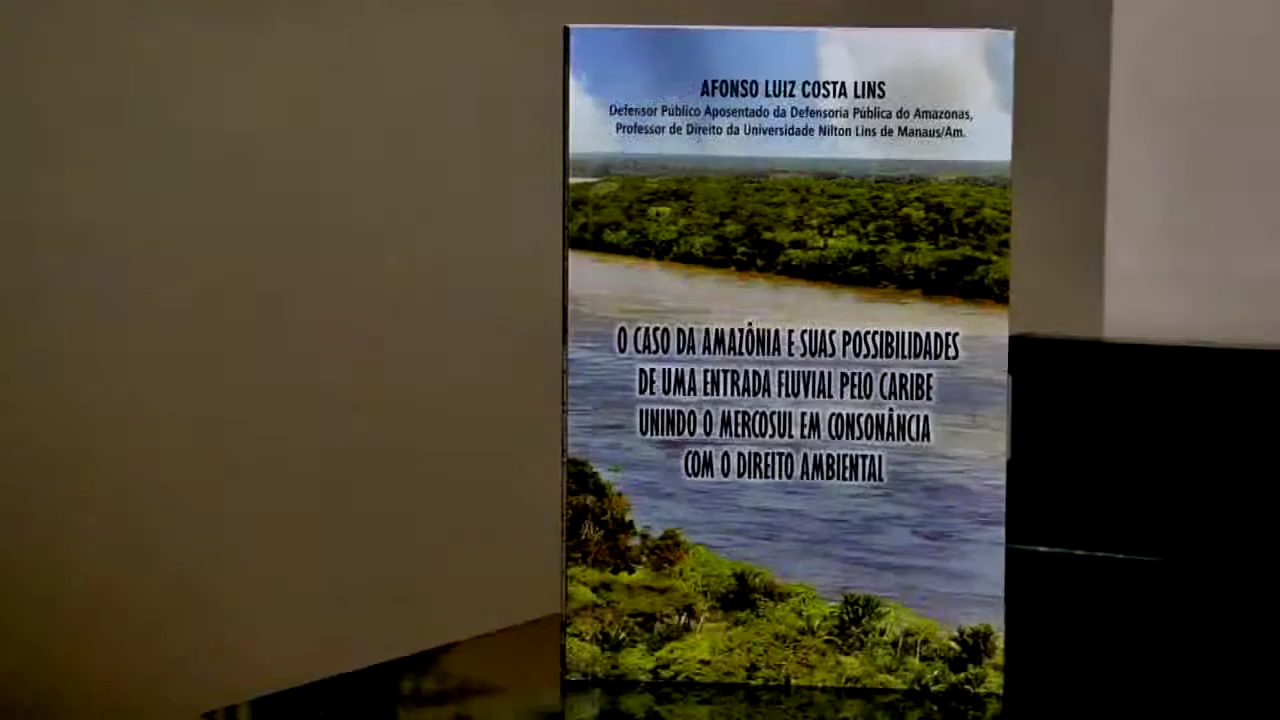 AFONSO LUIZ COSTA LINS
Defensor Público Aposentado da Defensoria Pública do Amazonas,
Professor de Direito da Universidade Nilton Lins de Manaus/Am.
O CASO DA AMAZÔNIA E SUAS POSSIBILIDADES
DE UMA ENTRADA FLUVIAL PELO CARIBE
UNINDO O MERCOSUL EM CONSONÂNCIA
COM O DIREITO AMBIENTAL